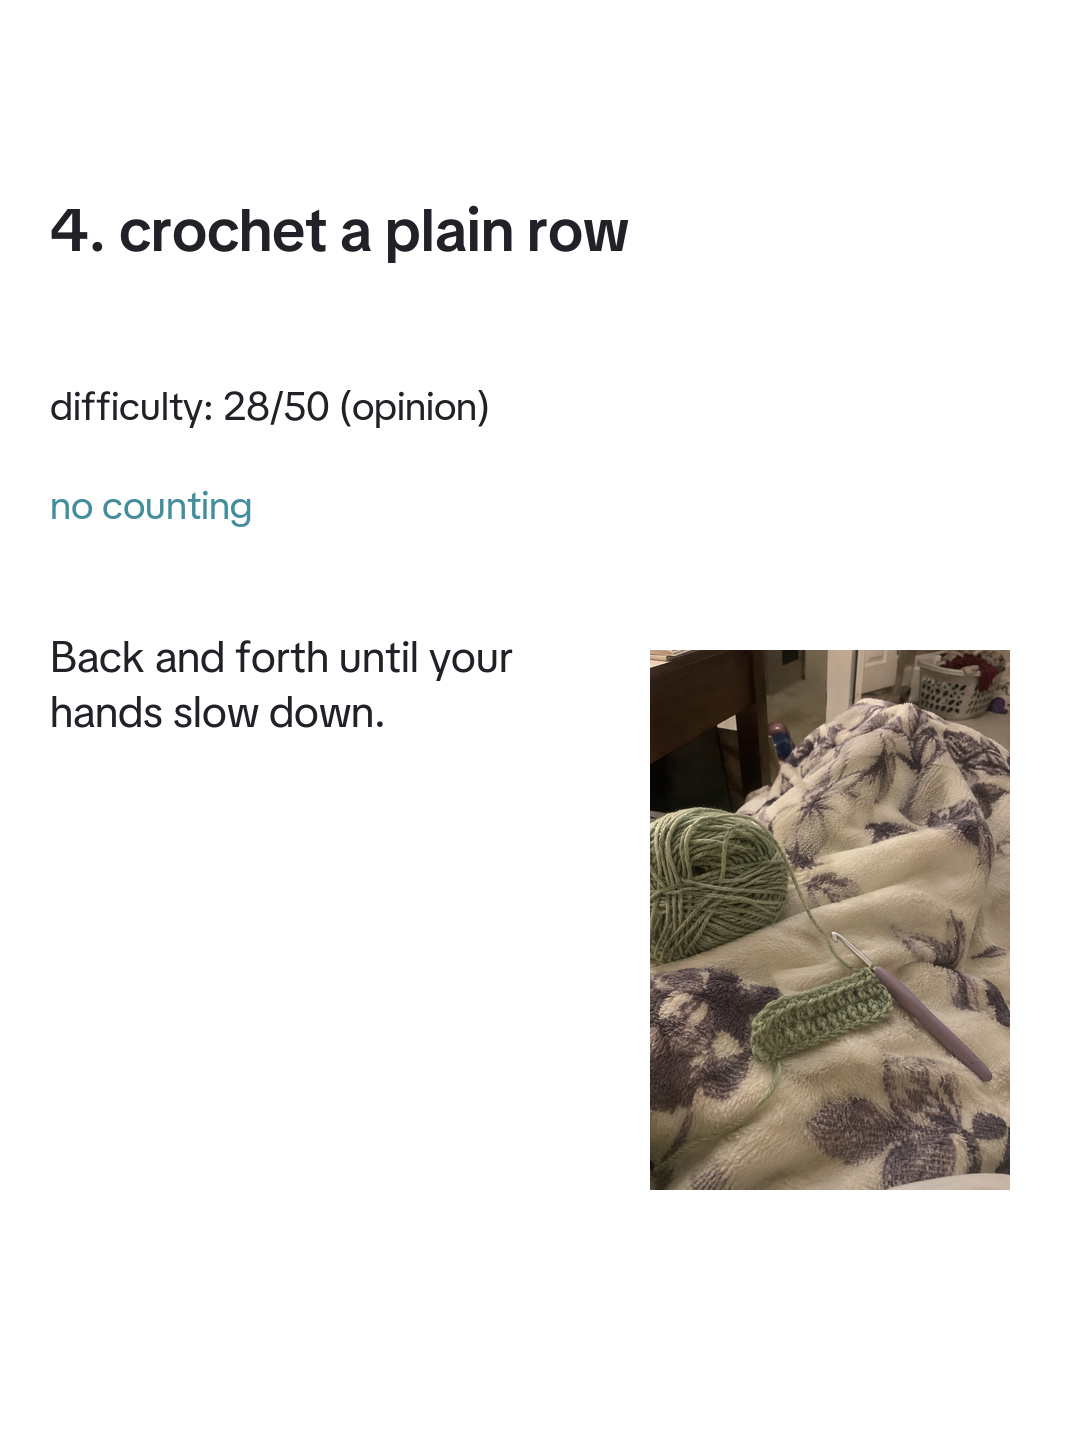 4. crochet a plain row
difficulty: 28/50 (opinion)
no counting
Back and forth until your
hands slow down.